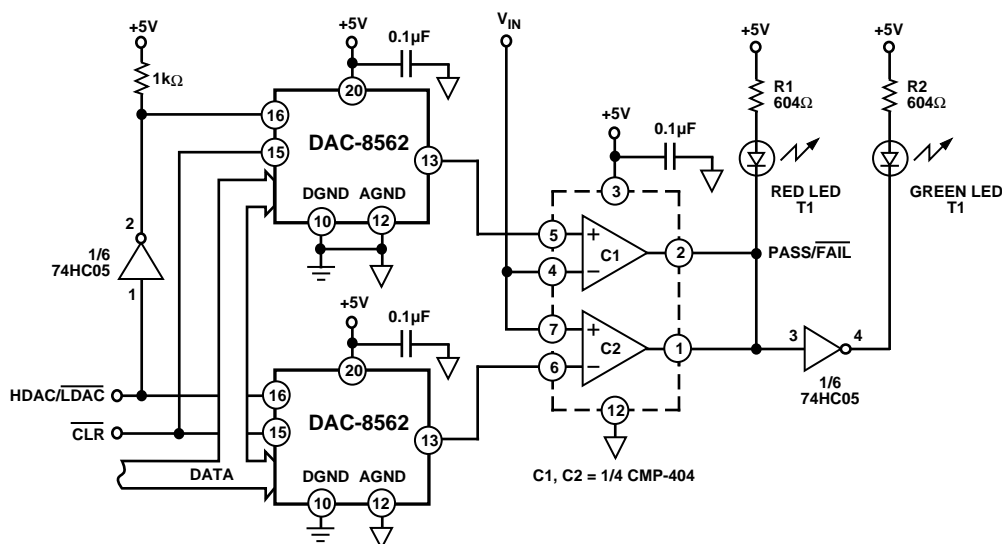 +5V
1kΩ
16
15
20
+5V
0.1µF
DAC-8562
13
DGND
AGND
10
12
2
1/6
74HC05
1
HDAC/L̅D̅A̅C̅
C̅L̅R̅
DATA
+5V
0.1µF
20
16
15
DAC-8562
13
DGND
AGND
10
12
V_IN
+5V
0.1µF
3
5
+
4
–
C1
2
7
+
6
–
C2
1
12
C1, C2 = 1/4 CMP-404
+5V
R1
604Ω
RED LED
T1
PASS/F̅A̅I̅L̅
+5V
R2
604Ω
GREEN LED
T1
3
4
1/6
74HC05